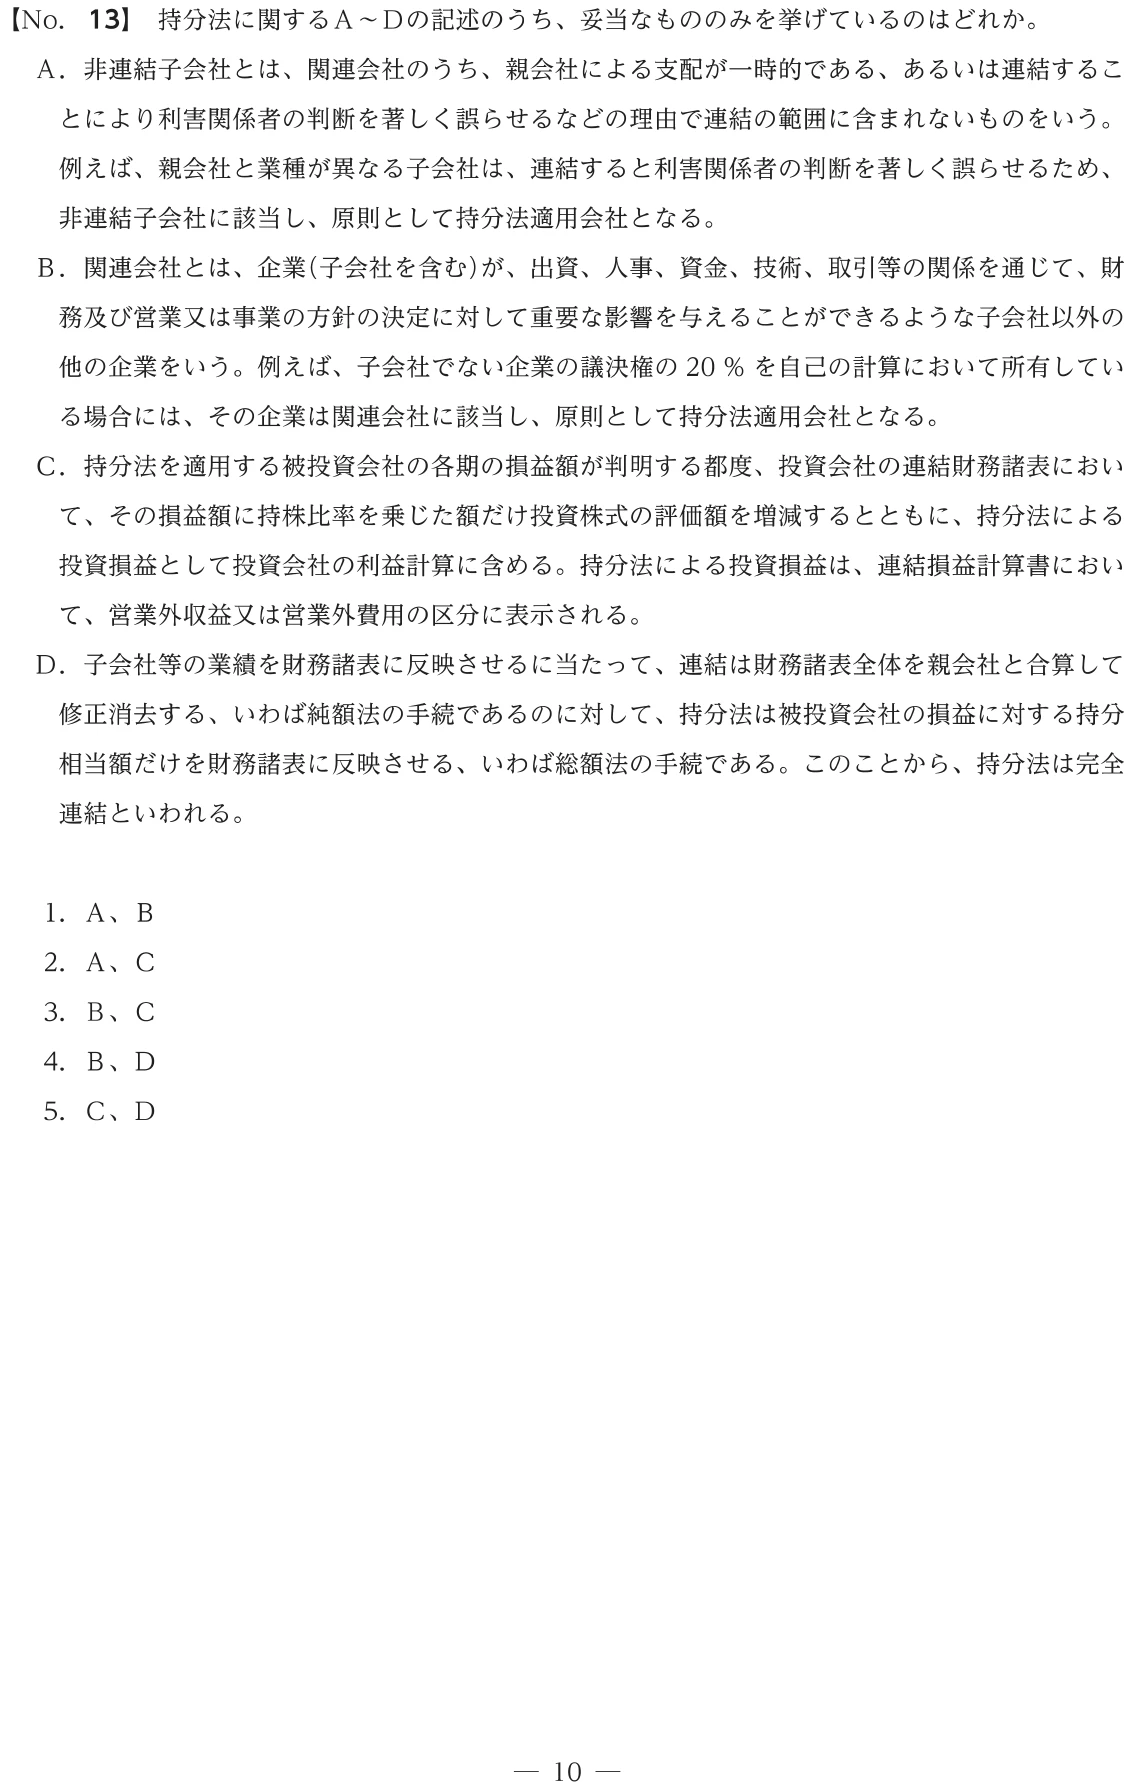 【No. 13】 持分法に関するA～Dの記述のうち、妥当なもののみを挙げているのはどれか。
A．非連結子会社とは、関連会社のうち、親会社による支配が一時的である、あるいは連結するこ
とにより利害関係者の判断を著しく誤らせるなどの理由で連結の範囲に含まれないものをいう。
例えば、親会社と業種が異なる子会社は、連結すると利害関係者の判断を著しく誤らせるため、
非連結子会社に該当し、原則として持分法適用会社となる。
B．関連会社とは、企業(子会社を含む)が、出資、人事、資金、技術、取引等の関係を通じて、財
務及び営業又は事業の方針の決定に対して重要な影響を与えることができるような子会社以外の
他の企業をいう。例えば、子会社でない企業の議決権の 20 % を自己の計算において所有してい
る場合には、その企業は関連会社に該当し、原則として持分法適用会社となる。
C．持分法を適用する被投資会社の各期の損益額が判明する都度、投資会社の連結財務諸表におい
て、その損益額に持株比率を乗じた額だけ投資株式の評価額を増減するとともに、持分法による
投資損益として投資会社の利益計算に含める。持分法による投資損益は、連結損益計算書におい
て、営業外収益又は営業外費用の区分に表示される。
D．子会社等の業績を財務諸表に反映させるに当たって、連結は財務諸表全体を親会社と合算して
修正消去する、いわば純額法の手続であるのに対して、持分法は被投資会社の損益に対する持分
相当額だけを財務諸表に反映させる、いわば総額法の手続である。このことから、持分法は完全
連結といわれる。
1. A、B
2. A、C
3. B、C
4. B、D
5. C、D
— 10 —